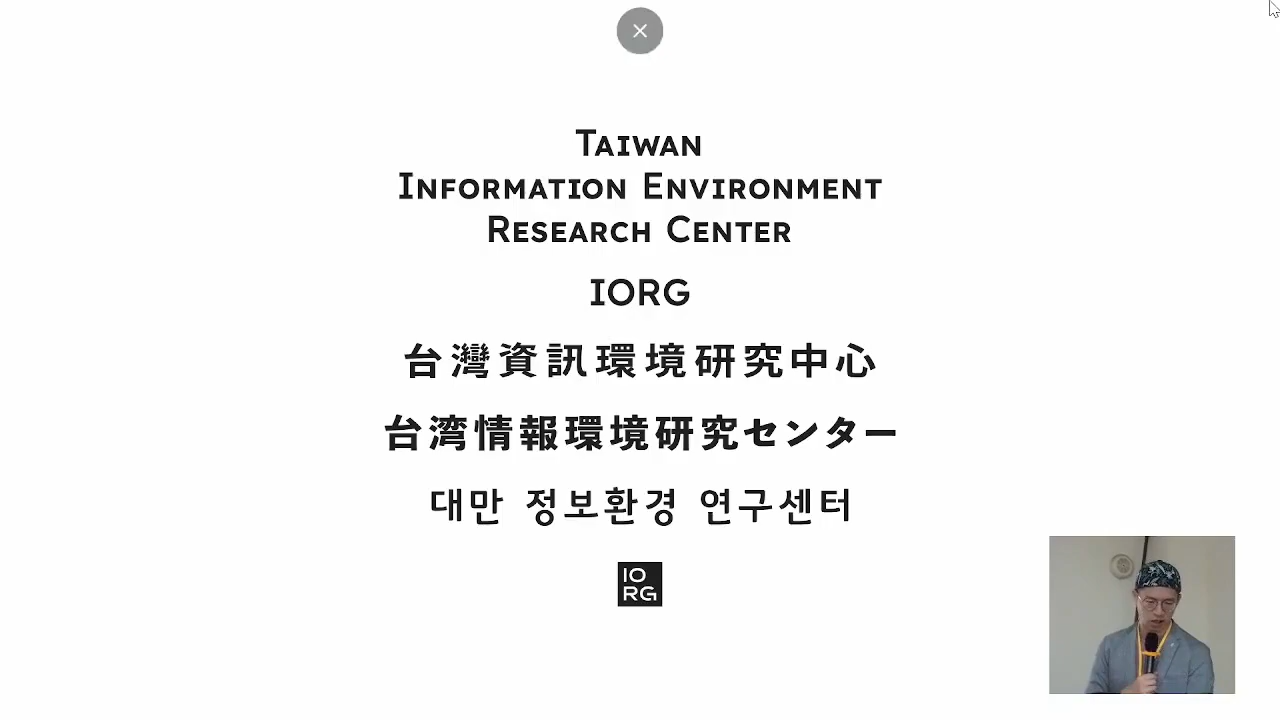 TAIWAN
INFORMATION ENVIRONMENT
RESEARCH CENTER
IORG
台灣資訊環境研究中心
台湾情報環境研究センター
대만 정보환경 연구센터
IO
RG